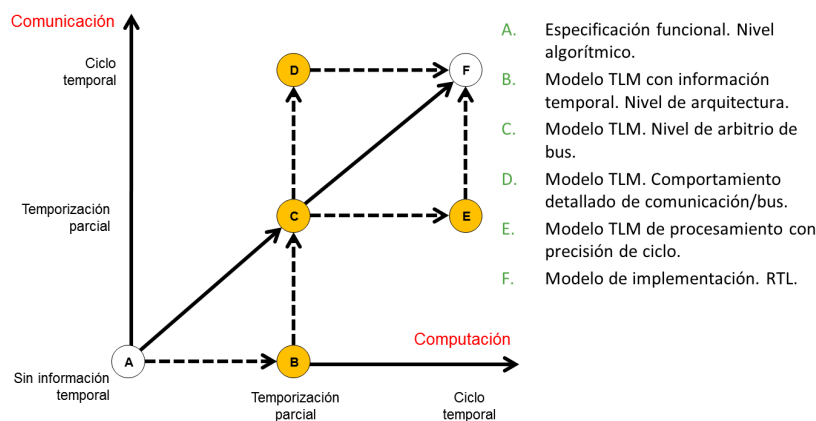 Comunicación
Ciclo
temporal
Temporización
parcial
Sin información
temporal
A
B
C
D
E
F
Computación
Temporización
parcial
Ciclo
temporal
A. Especificación funcional. Nivel
algorítmico.
B. Modelo TLM con información
temporal. Nivel de arquitectura.
C. Modelo TLM. Nivel de arbitrio de
bus.
D. Modelo TLM. Comportamiento
detallado de comunicación/bus.
E. Modelo TLM de procesamiento con
precisión de ciclo.
F. Modelo de implementación. RTL.